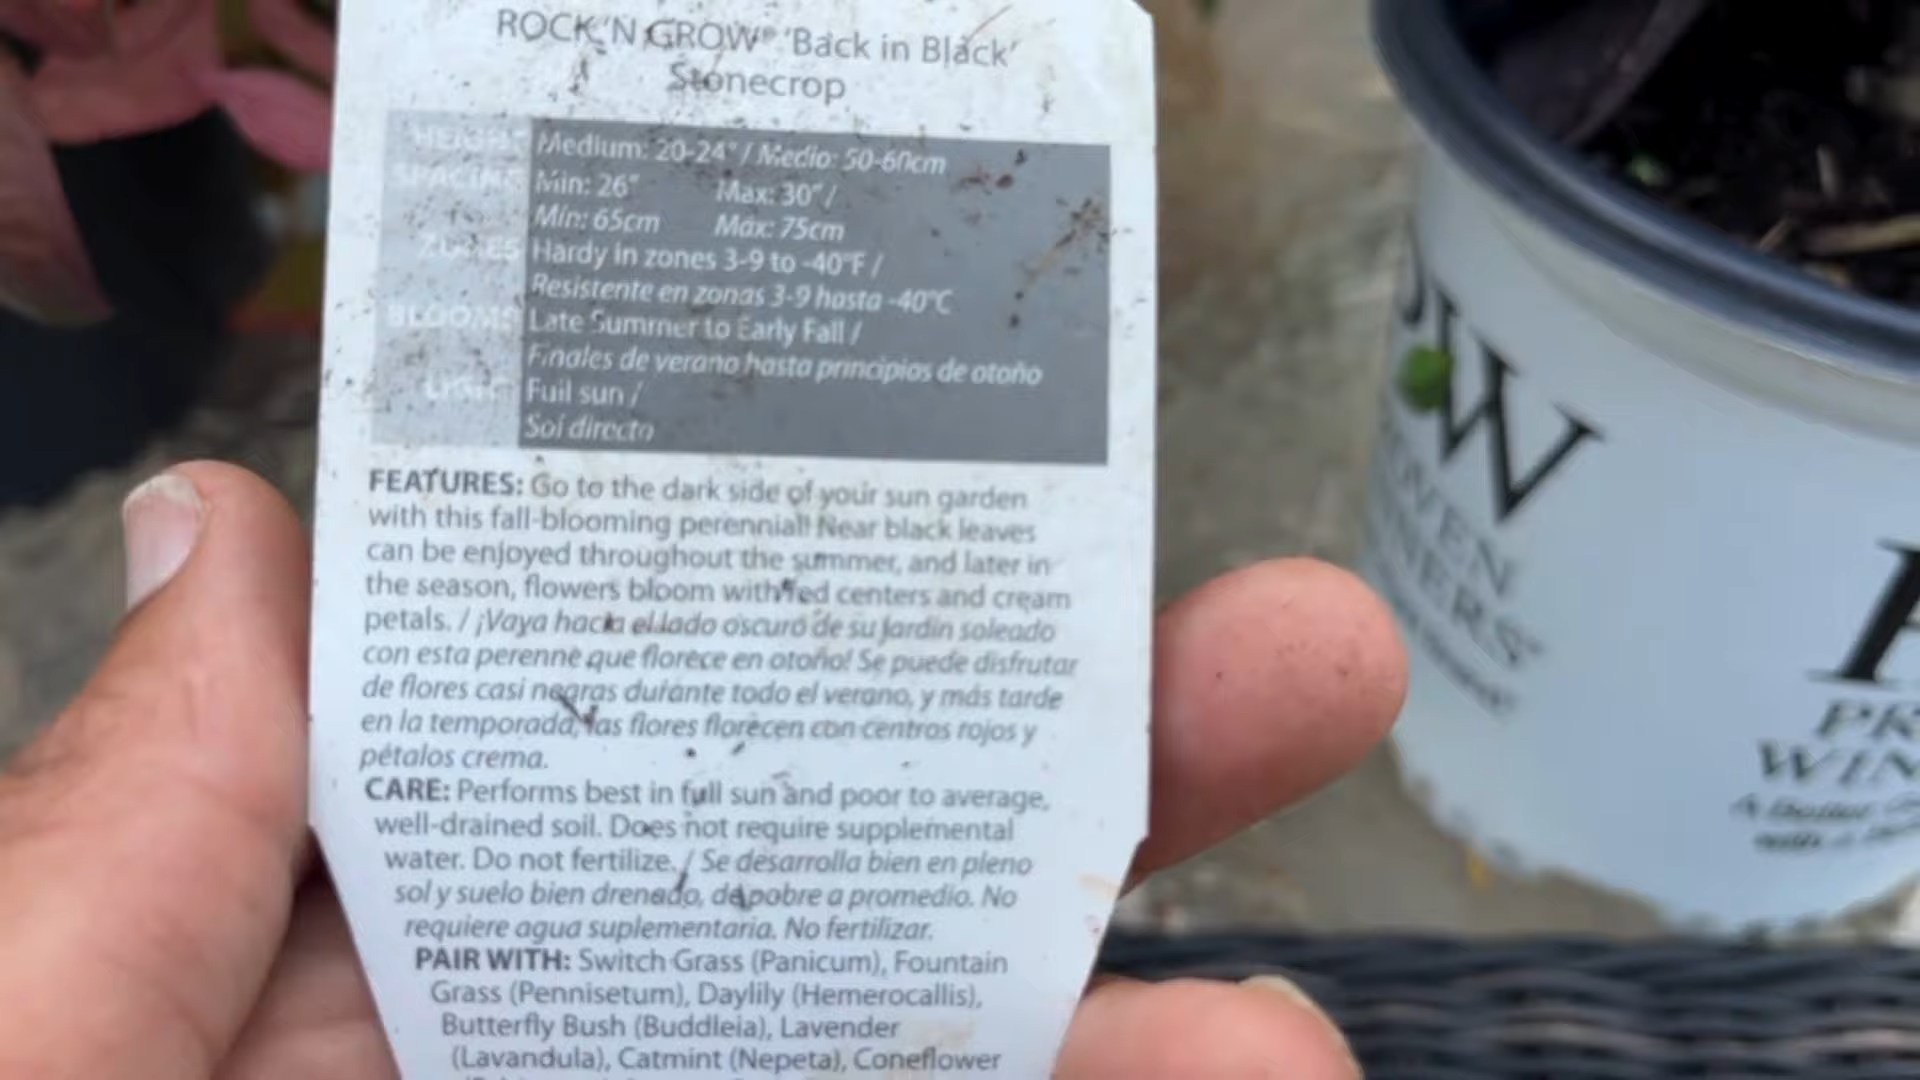 ROCK'N GROW® 'Back in Black'
Stonecrop
HEIGHT Medium: 20-24" / Medio: 50-60cm
SPACING Min: 26" Max: 30" /
Mín: 65cm Máx: 75cm
ZONES Hardy in zones 3-9 to -40°F /
Resistente en zonas 3-9 hasta -40°C
BLOOMS Late Summer to Early Fall /
Finales de verano hasta principios de otoño
LIGHT Full sun /
Sol directo
FEATURES: Go to the dark side of your sun garden
with this fall-blooming perennial! Near black leaves
can be enjoyed throughout the summer, and later in
the season, flowers bloom with red centers and cream
petals. / ¡Vaya hacia el lado oscuro de su jardín soleado
con esta perenne que florece en otoño! Se puede disfrutar
de flores casi negras durante todo el verano, y más tarde
en la temporada, las flores florecen con centros rojos y
pétalos crema.
CARE: Performs best in full sun and poor to average,
well-drained soil. Does not require supplemental
water. Do not fertilize. / Se desarrolla bien en pleno
sol y suelo bien drenado, de pobre a promedio. No
requiere agua suplementaria. No fertilizar.
PAIR WITH: Switch Grass (Panicum), Fountain
Grass (Pennisetum), Daylily (Hemerocallis),
Butterfly Bush (Buddleia), Lavender
(Lavandula), Catmint (Nepeta), Coneflower
W
OVEN
NERS®
P
PR
WIN